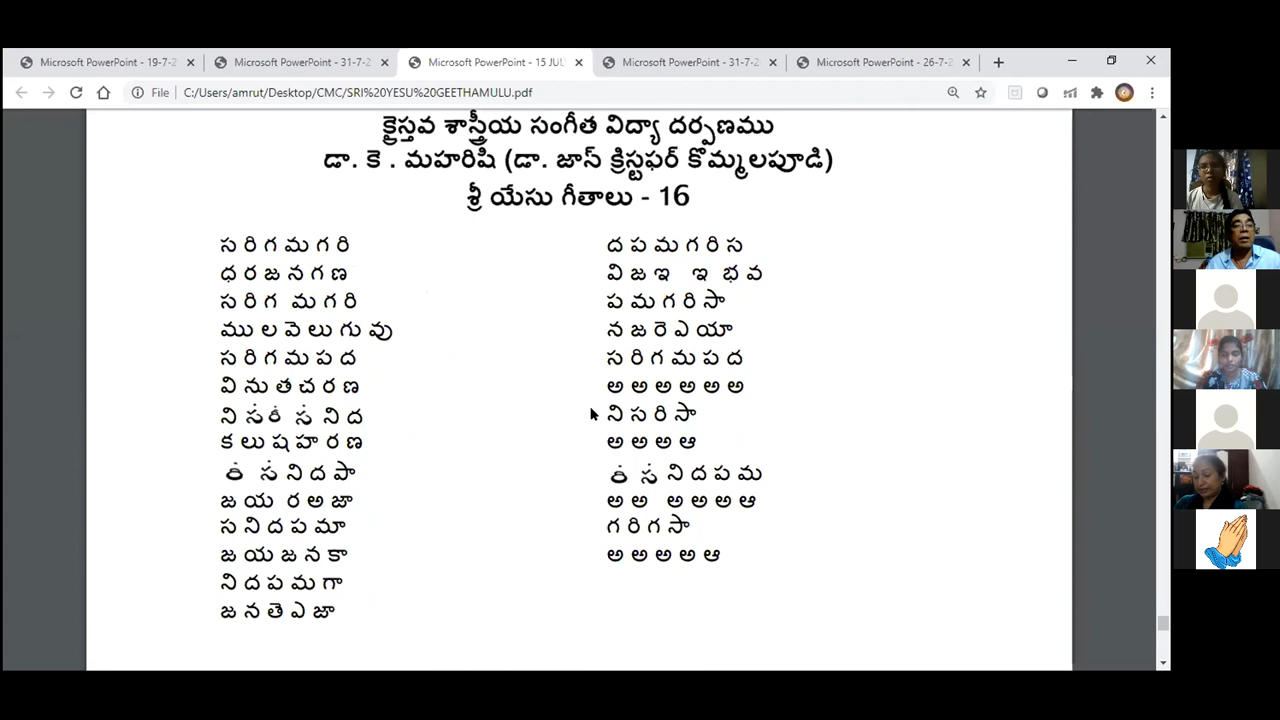 Microsoft PowerPoint - 19-7-2
Microsoft PowerPoint - 31-7-2
Microsoft PowerPoint - 15 JUL
Microsoft PowerPoint - 31-7-2
Microsoft PowerPoint - 26-7-2
File C:/Users/amrut/Desktop/CMC/SRI%20YESU%20GEETHAMULU.pdf
క్రైస్తవ శాస్త్రీయ సంగీత విద్యా దర్పణము
డా. కె . మహరిషి (డా. జాస్ క్రిస్టఫర్ కొమ్మలపూడి)
శ్రీ యేసు గీతాలు - 16
స రి గ మ గ రి
ధ ర జ న గ ణ
స రి గ మ గ రి
ము ల వె లు గు వు
స రి గ మ ప ద
వి ను త చ ర ణ
ని స̇ రి̇ స̇ ని ద
క లు ష హ ర ణ
రి̇ స̇ ని ద పా
జ య ర అ జా
స ని ద ప మా
జ య జ న కా
ని ద ప మ గా
జ న తె ఎ జా
ద ప మ గ రి స
వి జ ఇ ఇ భ వ
ప మ గ రి సా
న జ రె ఎ యా
స రి గ మ ప ద
అ అ అ అ అ అ
ని స రి సా
అ అ అ ఆ
రి̇ స̇ ని ద ప మ
అ అ అ అ అ ఆ
గ రి గ సా
అ అ అ అ ఆ